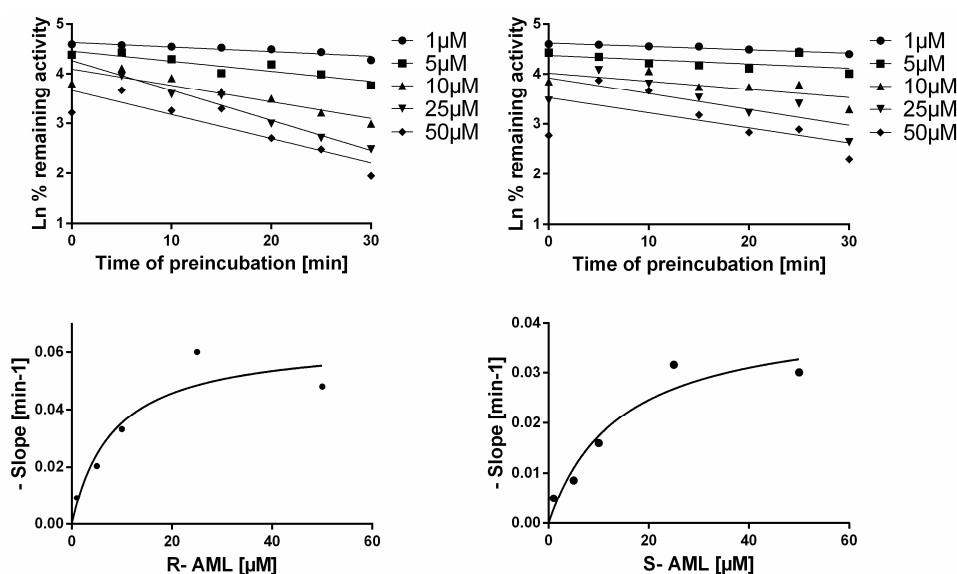 Ln % remaining activity
5
4
3
2
1
0 10 20 30
Time of preincubation [min]
1µM
5µM
10µM
25µM
50µM
Ln % remaining activity
5
4
3
2
1
0 10 20 30
Time of preincubation [min]
1µM
5µM
10µM
25µM
50µM
- Slope [min-1]
0.06
0.04
0.02
0.00
0 20 40 60
R- AML [µM]
- Slope [min-1]
0.04
0.03
0.02
0.01
0.00
0 20 40 60
S- AML [µM]